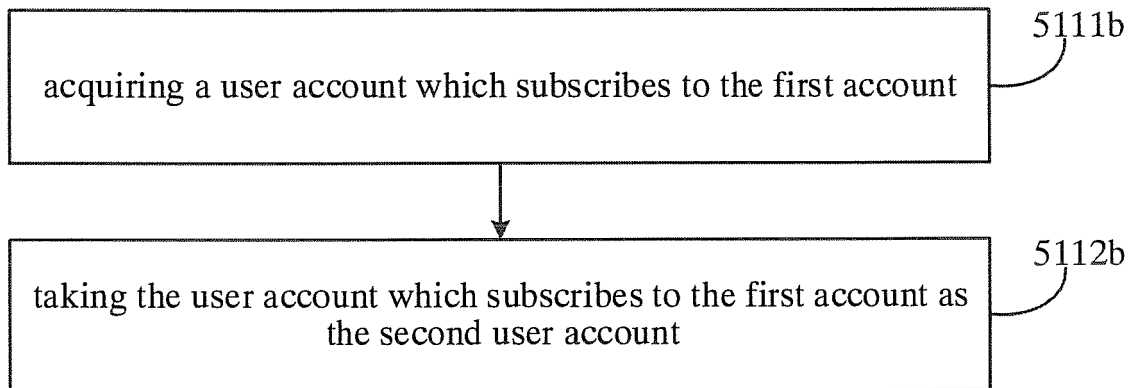 5111b
acquiring a user account which subscribes to the first account
5112b
taking the user account which subscribes to the first account as
the second user account